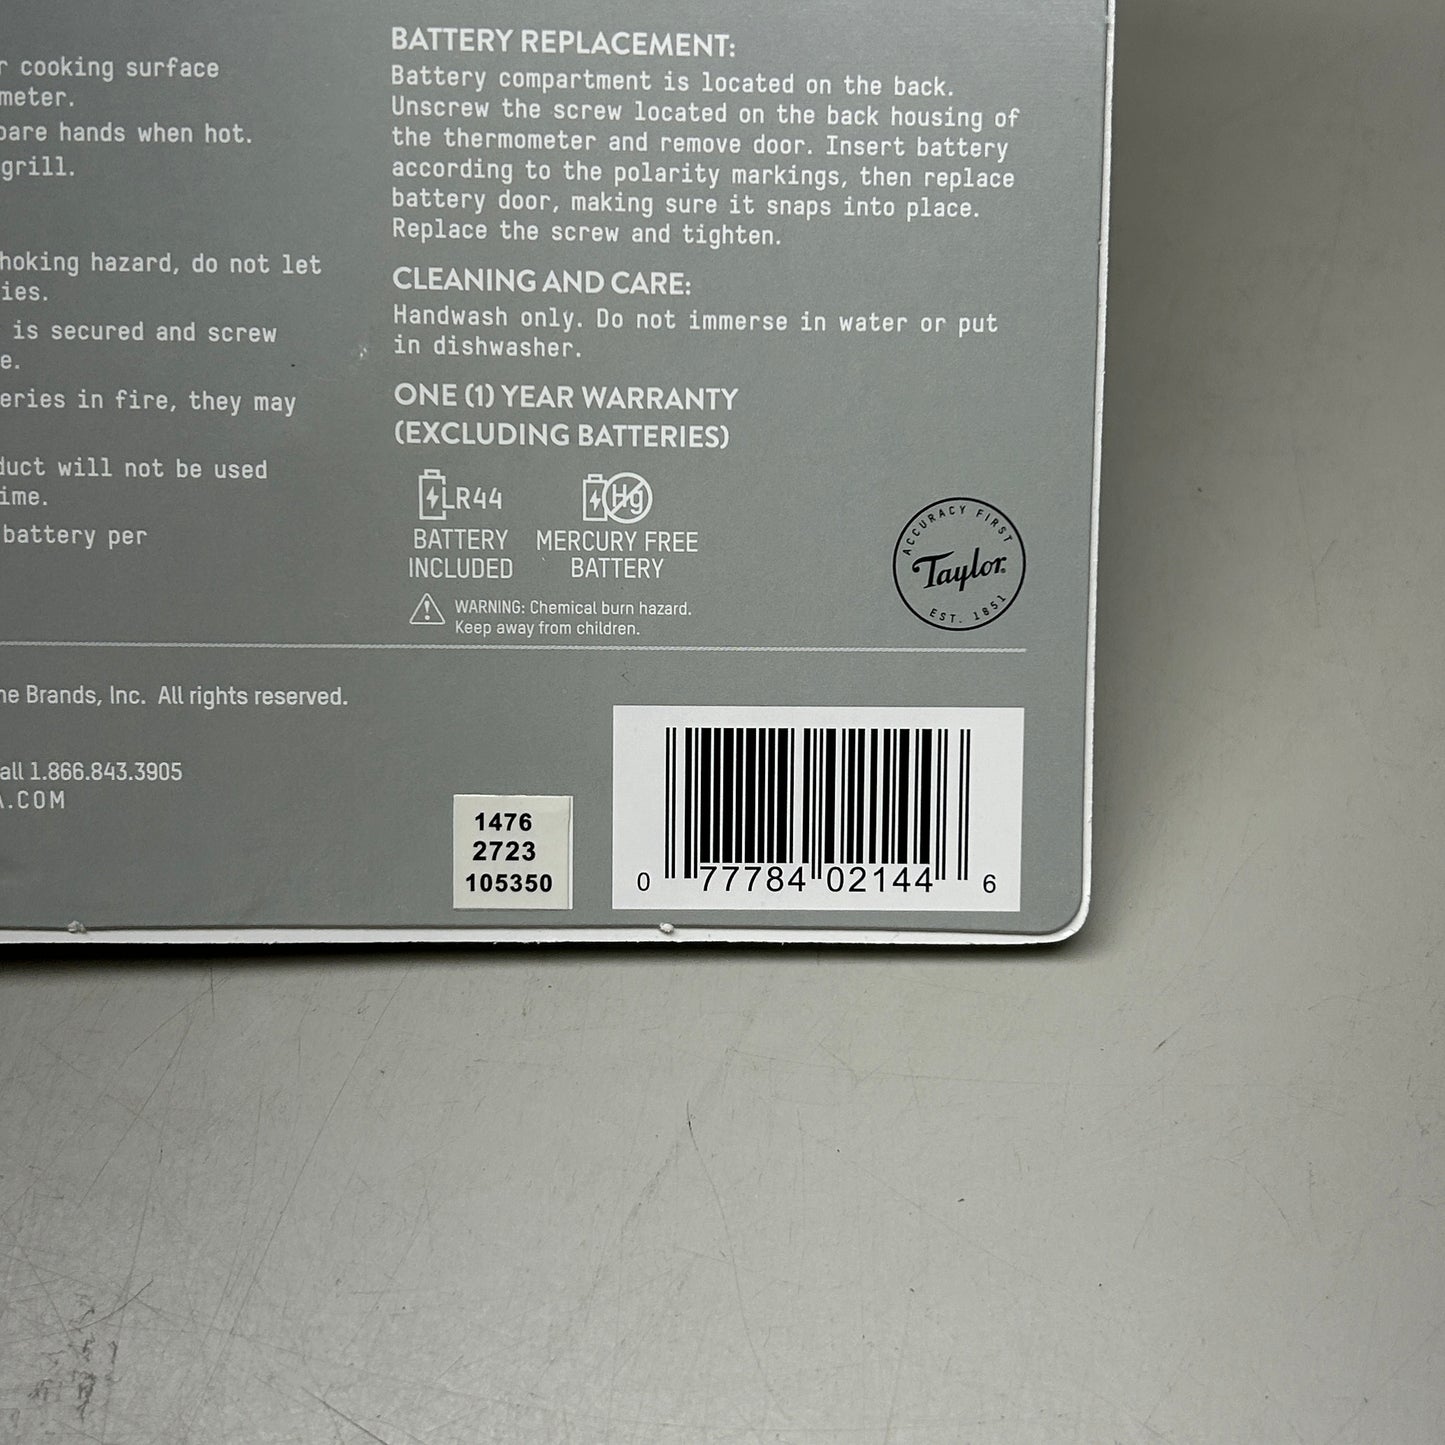 r cooking surface
meter.
bare hands when hot.
grill.
hoking hazard, do not let
ies.
is secured and screw
e.
eries in fire, they may
duct will not be used
ime.
battery per
BATTERY REPLACEMENT:
Battery compartment is located on the back.
Unscrew the screw located on the back housing of
the thermometer and remove door. Insert battery
according to the polarity markings, then replace
battery door, making sure it snaps into place.
Replace the screw and tighten.
CLEANING AND CARE:
Handwash only. Do not immerse in water or put
in dishwasher.
ONE (1) YEAR WARRANTY
(EXCLUDING BATTERIES)
LR44
BATTERY
INCLUDED
Hg
MERCURY FREE
BATTERY
WARNING: Chemical burn hazard.
Keep away from children.
ACCURACY FIRST
Taylor
EST. 1851
ne Brands, Inc. All rights reserved.
all 1.866.843.3905
A.COM
1476
2723
105350
0 77784 02144 6